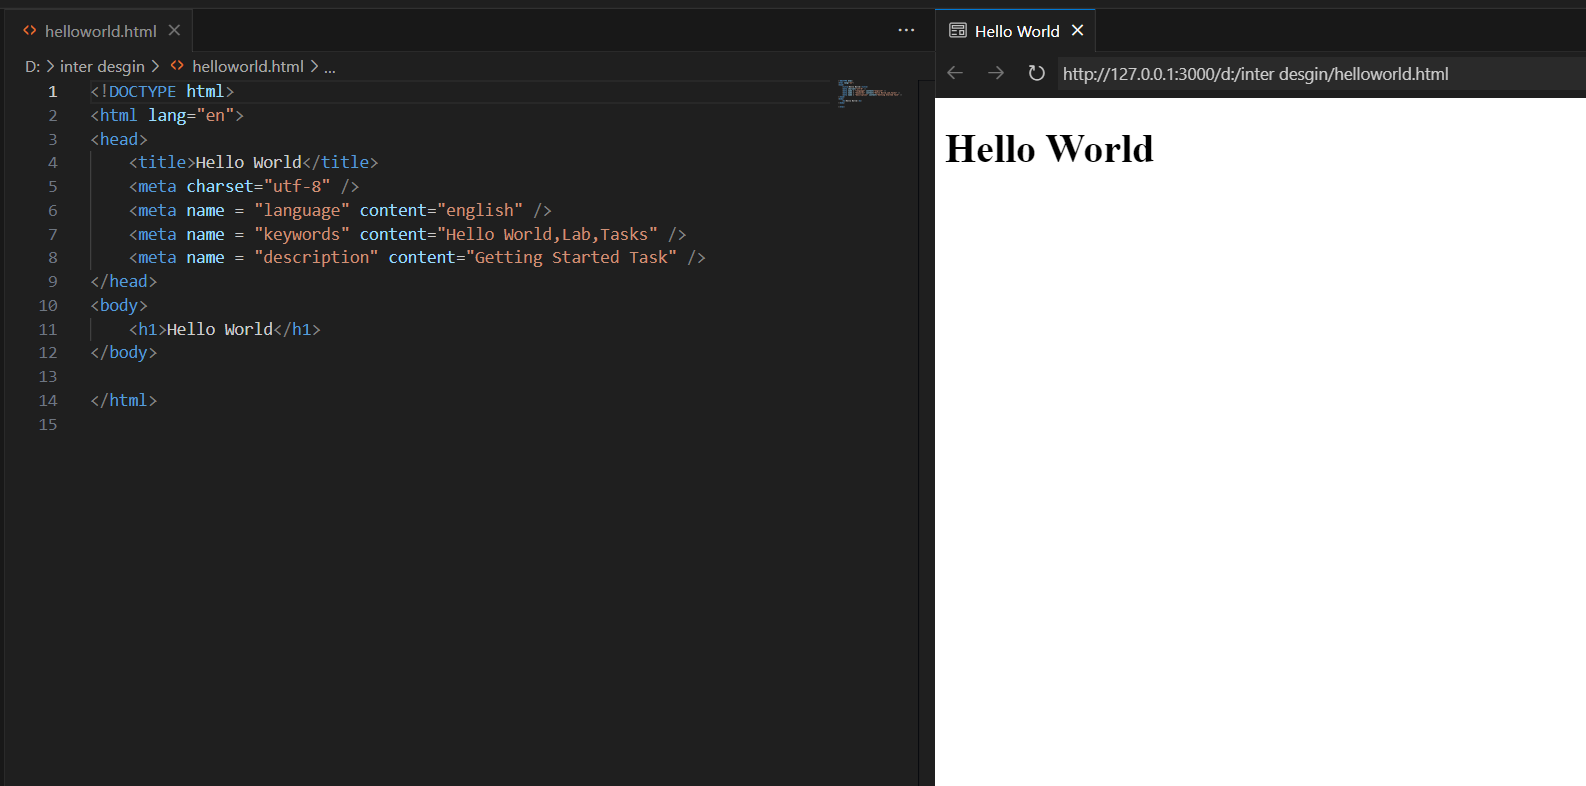 helloworld.html
D: > inter desgin > helloworld.html > ...
1 <!DOCTYPE html>
2 <html lang="en">
3 <head>
4     <title>Hello World</title>
5     <meta charset="utf-8" />
6     <meta name = "language" content="english" />
7     <meta name = "keywords" content="Hello World,Lab,Tasks" />
8     <meta name = "description" content="Getting Started Task" />
9 </head>
10 <body>
11     <h1>Hello World</h1>
12 </body>
13
14 </html>
15
Hello World
http://127.0.0.1:3000/d:/inter desgin/helloworld.html
Hello World